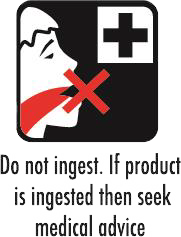 Do not ingest. If product
is ingested then seek
medical advice